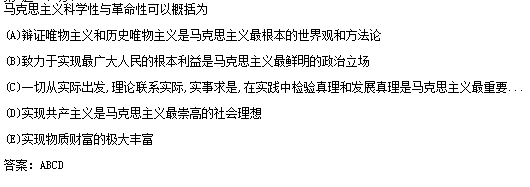 马克思主义科学性与革命性可以概括为
(A)辩证唯物主义和历史唯物主义是马克思主义最根本的世界观和方法论
(B)致力于实现最广大人民的根本利益是马克思主义最鲜明的政治立场
(C)一切从实际出发,理论联系实际,实事求是,在实践中检验真理和发展真理是马克思主义最重要...
(D)实现共产主义是马克思主义最崇高的社会理想
(E)实现物质财富的极大丰富
答案: ABCD